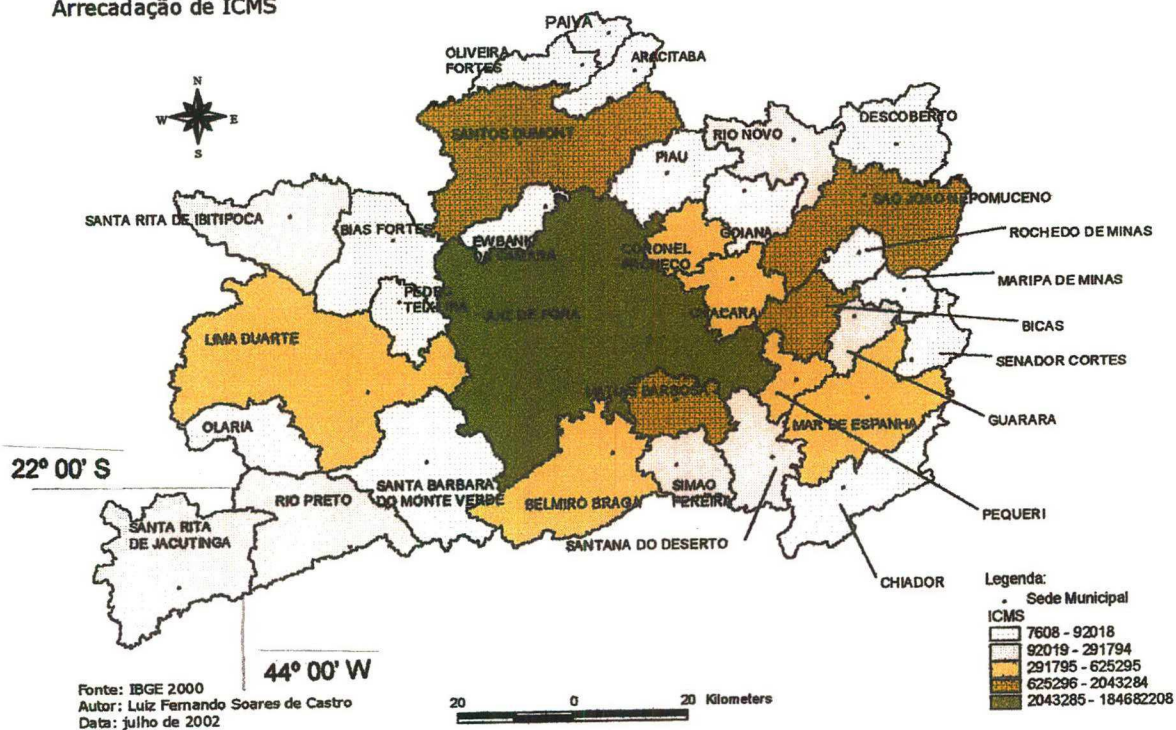 Arrecadação de ICMS
PAIVA
OLIVEIRA
FORTES
ARACITABA
N
W
E
S
SANTOS DUMONT
RIO NOVO
DESCOBERTO
PIAU
SANTA RITA DE IBITIPOCA
BIAS FORTES
SAO JOAO NEPOMUCENO
EWBANK
DA CAMARA
CORONEL
PACHECO
GOIANA
ROCHEDO DE MINAS
MARIPA DE MINAS
PEDRO
TEIXEIRA
JUIZ DE FORA
CHACARA
BICAS
LIMA DUARTE
SENADOR CORTES
MATIAS BARBOSA
GUARARA
OLARIA
MAR DE ESPANHA
22º 00' S
SANTA BARBARA
DO MONTE VERDE
RIO PRETO
BELMIRO BRAGA
SIMAO
PEREIRA
PEQUERI
SANTA RITA
DE JACUTINGA
SANTANA DO DESERTO
CHIADOR
44º 00' W
Legenda:
Sede Municipal
ICMS
7608 - 92018
92019 - 291794
291795 - 625295
625296 - 2043284
2043285 - 184682208
Fonte: IBGE 2000
Autor: Luiz Fernando Soares de Castro
Data: julho de 2002
20 0 20 Kilometers